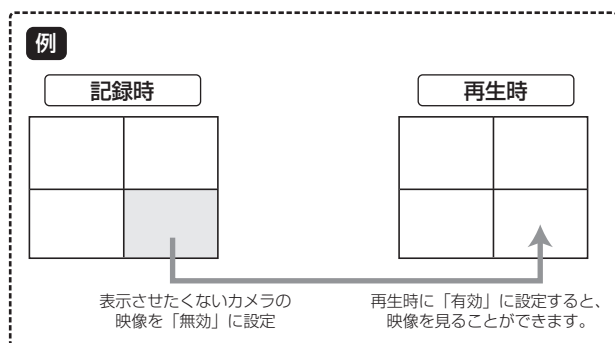 例
記録時
再生時
表示させたくないカメラの
映像を「無効」に設定
再生時に「有効」に設定すると、
映像を見ることができます。